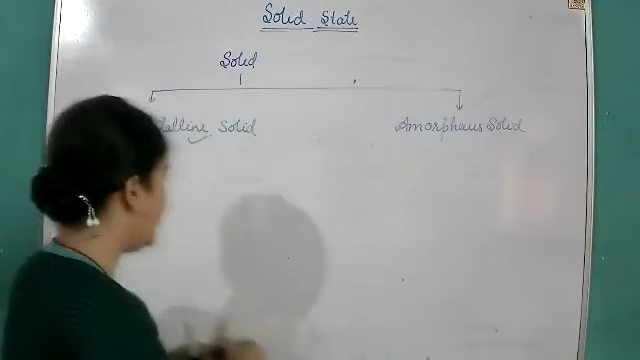 Solid State
Solid
talline Solid
Amorphous Solid